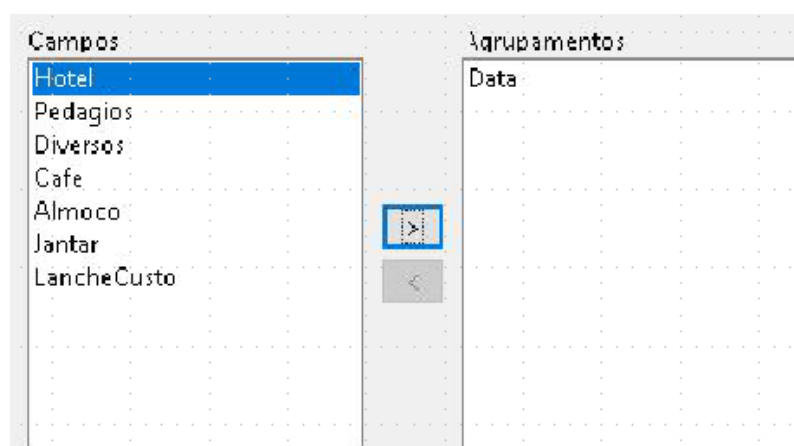 Campos
Agrupamentos
Hotel
Data
Pedagios
Diversos
Cafe
Almoco
Jantar
LancheCusto
>
<